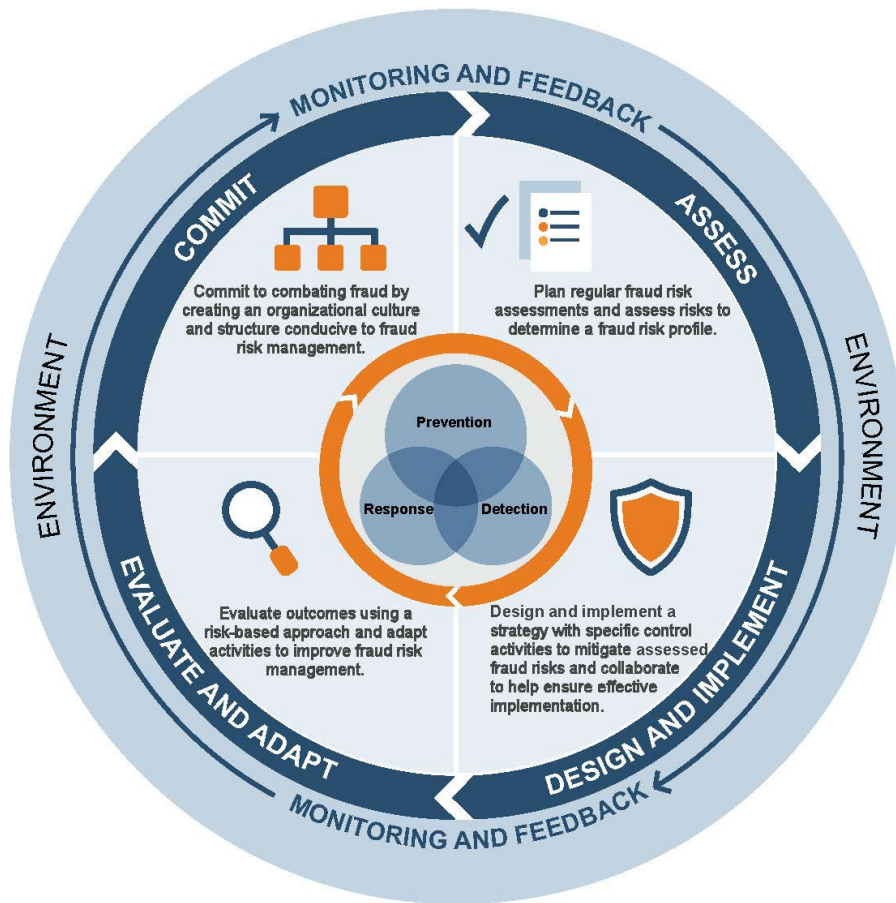 MONITORING AND FEEDBACK
COMMIT
ASSESS
Commit to combating fraud by
creating an organizational culture
and structure conducive to fraud
risk management.
Plan regular fraud risk
assessments and assess risks to
determine a fraud risk profile.
ENVIRONMENT
ENVIRONMENT
Prevention
Response
Detection
Evaluate outcomes using a
risk-based approach and adapt
activities to improve fraud risk
management.
Design and implement a
strategy with specific control
activities to mitigate assessed
fraud risks and collaborate
to help ensure effective
implementation.
EVALUATE AND ADAPT
DESIGN AND IMPLEMENT
MONITORING AND FEEDBACK